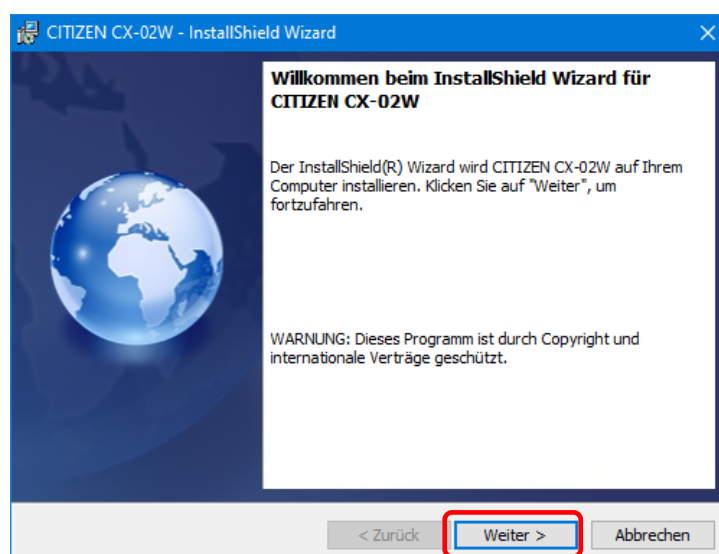 CITIZEN CX-02W - InstallShield Wizard
Willkommen beim InstallShield Wizard für
CITIZEN CX-02W
Der InstallShield(R) Wizard wird CITIZEN CX-02W auf Ihrem
Computer installieren. Klicken Sie auf "Weiter", um
fortzufahren.
WARNUNG: Dieses Programm ist durch Copyright und
internationale Verträge geschützt.
< Zurück Weiter > Abbrechen